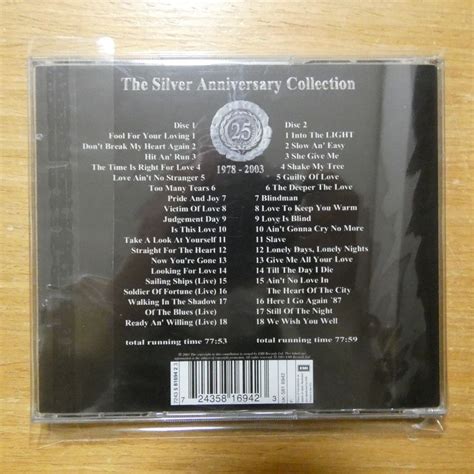 The Silver Anniversary Collection
25
1978 - 2003
Disc 1
Fool For Your Loving 1
Don't Break My Heart Again 2
Hit An' Run 3
The Time is Right For Love 4
Love Ain't No Stranger 5
Too Many Tears 6
Pride And Joy 7
Victim Of Love 8
Judgement Day 9
Is This Love 10
Take A Look At Yourself 11
Straight For The Heart 12
Now You're Gone 13
Looking For Love 14
Sailing Ships (Live) 15
Soldier Of Fortune (Live) 16
Walking In The Shadow 17
Of The Blues (Live)
Ready An' Willing (Live) 18
total running time 77:53
Disc 2
1 Into The LIGHT
2 Slow An' Easy
3 She Give Me
4 Shake My Tree
5 Guilty Of Love
6 The Deeper The Love
7 Blindman
8 Love To Keep You Warm
9 Love Is Blind
10 Ain't Gonna Cry No More
11 Slave
12 Lonely Days, Lonely Nights
13 Give Me All Your Love
14 Till The Day I Die
15 Ain't No Love In
The Heart Of The City
16 Here I Go Again `87
17 Still Of The Night
18 We Wish You Well
total running time 77:59
7 24358 16942 3
EMI